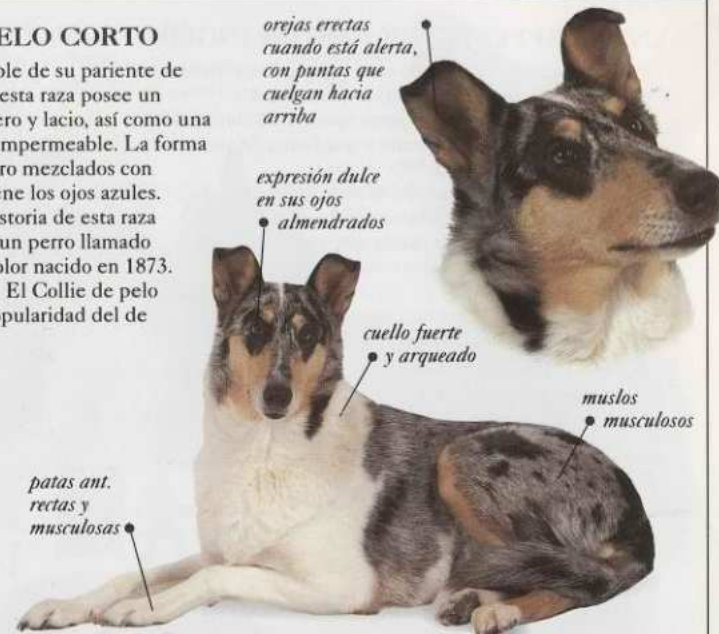 ELO CORTO
ble de su pariente de
esta raza posee un
ero y lacio, así como una
impermeable. La forma
ro mezclados con
ene los ojos azules.
storia de esta raza
un perro llamado
olor nacido en 1873.
El Collie de pelo
pularidad del de
orejas erectas
cuando está alerta,
con puntas que
cuelgan hacia
arriba
expresión dulce
en sus ojos
almendrados
cuello fuerte
y arqueado
muslos
musculosos
patas ant.
rectas y
musculosas